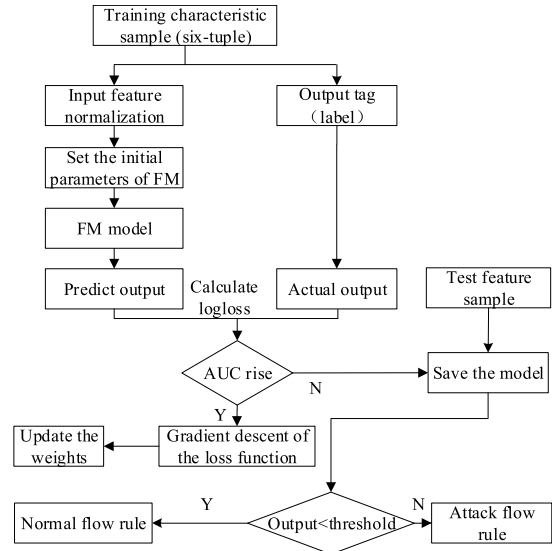 Training characteristic
sample (six-tuple)
Input feature
normalization
Output tag
（label）
Set the initial
parameters of FM
FM model
Predict output
Calculate
logloss
Actual output
Test feature
sample
AUC rise
N
Save the model
Y
Update the
weights
Gradient descent of
the loss function
Y
N
Normal flow rule
Output<threshold
Attack flow
rule